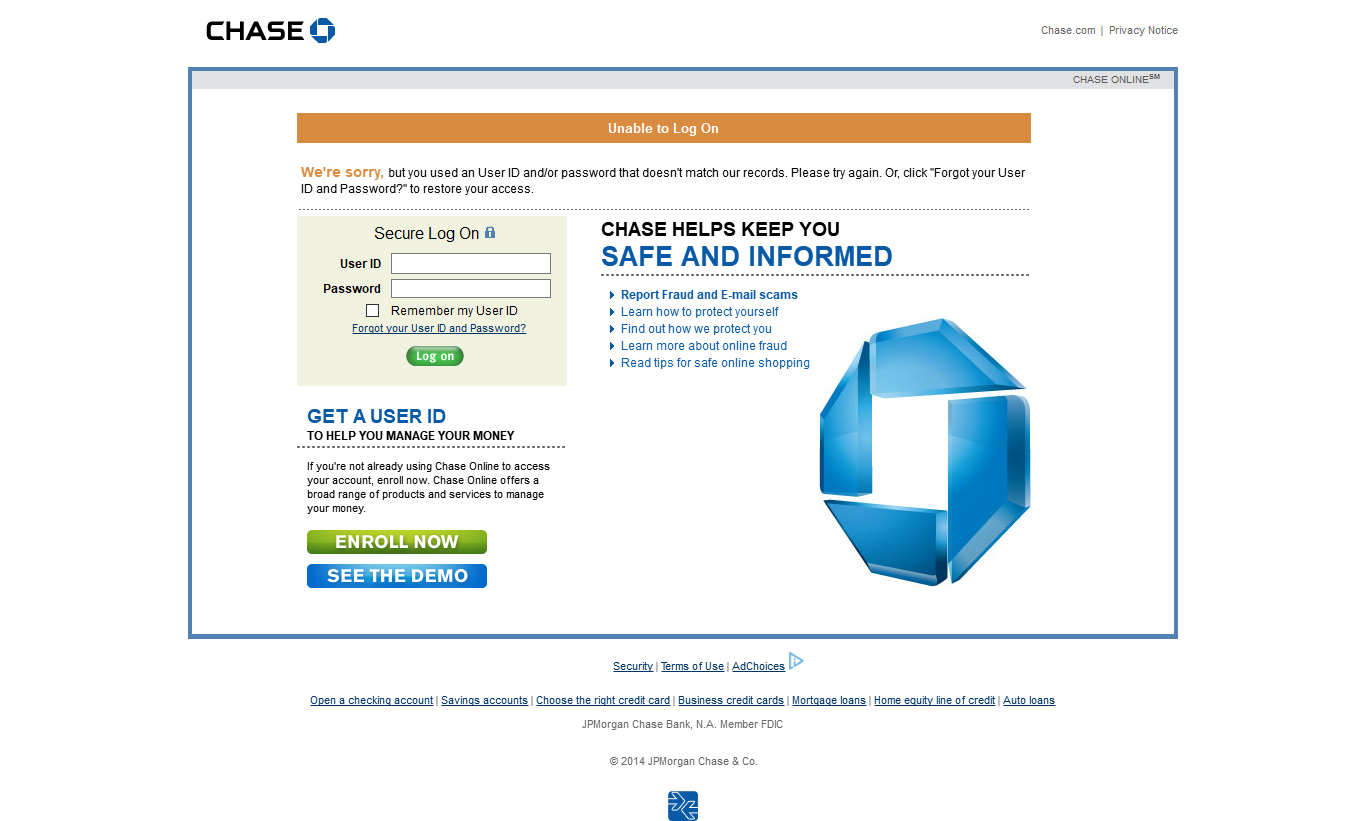 CHASE
Chase.com | Privacy Notice
CHASE ONLINE℠
Unable to Log On
We're sorry, but you used an User ID and/or password that doesn't match our records. Please try again. Or, click "Forgot your User
ID and Password?" to restore your access.
Secure Log On
User ID
Password
Remember my User ID
Forgot your User ID and Password?
Log on
GET A USER ID
TO HELP YOU MANAGE YOUR MONEY
If you're not already using Chase Online to access
your account, enroll now. Chase Online offers a
broad range of products and services to manage
your money.
ENROLL NOW
SEE THE DEMO
CHASE HELPS KEEP YOU
SAFE AND INFORMED
Report Fraud and E-mail scams
Learn how to protect yourself
Find out how we protect you
Learn more about online fraud
Read tips for safe online shopping
Security | Terms of Use | AdChoices
Open a checking account | Savings accounts | Choose the right credit card | Business credit cards | Mortgage loans | Home equity line of credit | Auto loans
JPMorgan Chase Bank, N.A. Member FDIC
© 2014 JPMorgan Chase & Co.